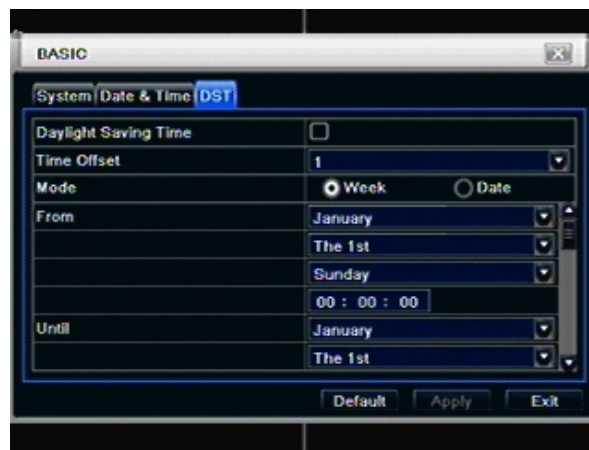 BASIC
System Date & Time DST
Daylight Saving Time
Time Offset 1
Mode Week Date
From January
The 1st
Sunday
00 : 00 : 00
Until January
The 1st
Default Apply Exit